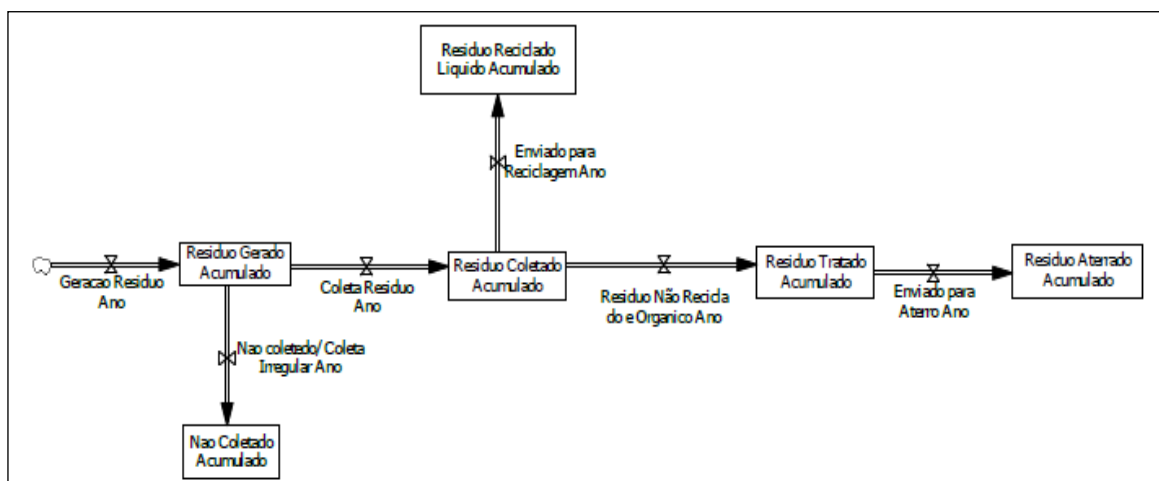 Residuo Reciclado
Liquido Acumulado
Enviado para
Reciclagem Ano
Residuo Gerado
Acumulado
Geracao Residuo
Ano
Coleta Residuo
Ano
Residuo Coletado
Acumulado
Residuo Não Recicla
do e Organico Ano
Residuo Tratado
Acumulado
Enviado para
Aterro Ano
Residuo Aterrado
Acumulado
Nao coletedo/ Coleta
Irregular Ano
Nao Coletado
Acumulado